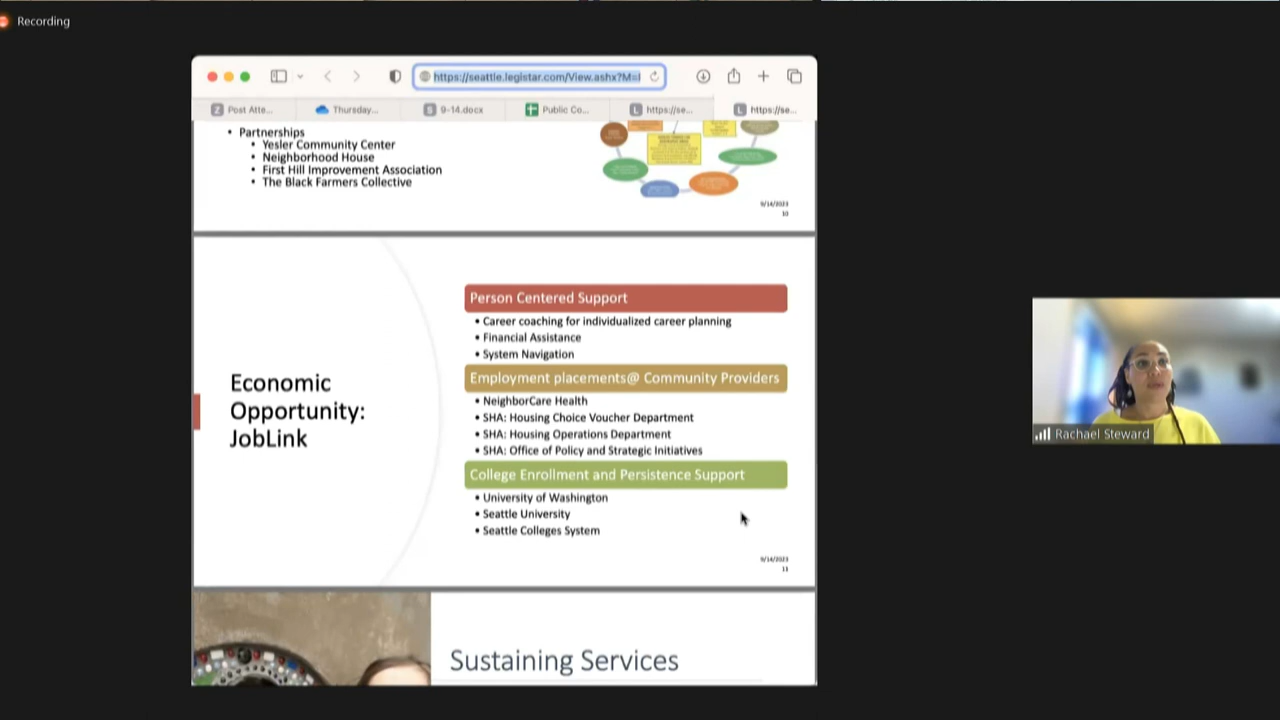 Recording
https://seattle.legistar.com/View.ashx?M=I
Post Atte...
Thursday...
9-14.docx
Public Co...
https://se...
https://se...
• Partnerships
• Yesler Community Center
• Neighborhood House
• First Hill Improvement Association
• The Black Farmers Collective
9/14/2023
10
Economic
Opportunity:
JobLink
Person Centered Support
• Career coaching for individualized career planning
• Financial Assistance
• System Navigation
Employment placements@ Community Providers
• NeighborCare Health
• SHA: Housing Choice Voucher Department
• SHA: Housing Operations Department
• SHA: Office of Policy and Strategic Initiatives
College Enrollment and Persistence Support
• University of Washington
• Seattle University
• Seattle Colleges System
9/14/2023
11
Sustaining Services
Rachael Steward